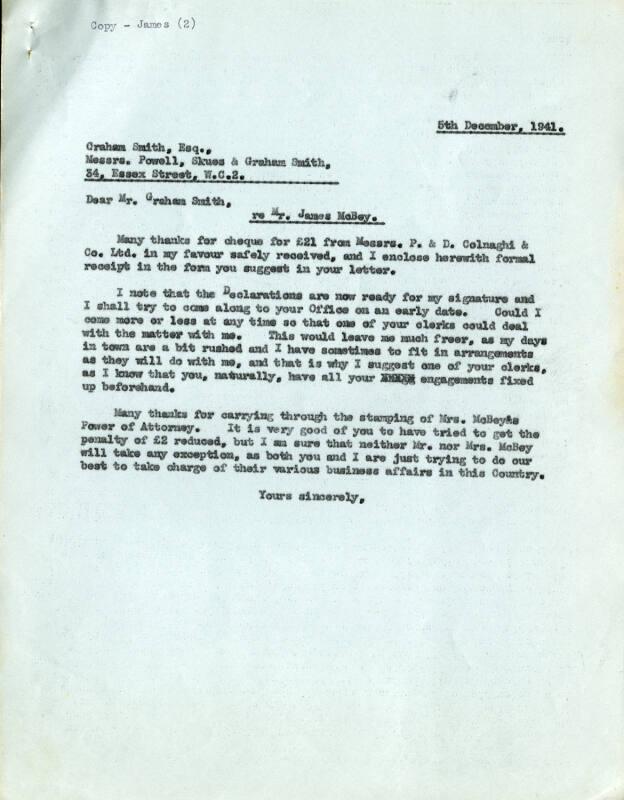 Copy - James (2)
5th December, 1941.
Graham Smith, Esq.,
Messrs. Powell, Skues & Graham Smith,
34, Essex Street, W.C.2.
Dear Mr. Graham Smith,
re Mr. James McBey.
Many thanks for cheque for £21 from Messrs. P. & D. Colnaghi &
Co. Ltd. in my favour safely received, and I enclose herewith formal
receipt in the form you suggest in your letter.
I note that the Declarations are now ready for my signature and
I shall try to come along to your Office on an early date. Could I
come more or less at any time so that one of your clerks could deal
with the matter with me. This would leave me much freer, as my days
in town are a bit rushed and I have sometimes to fit in arrangements
as they will do with me, and that is why I suggest one of your clerks,
as I know that you, naturally, have all your engagements fixed
up beforehand.
Many thanks for carrying through the stamping of Mrs. McBey's
Power of Attorney. It is very good of you to have tried to get the
penalty of £2 reduced, but I am sure that neither Mr. nor Mrs. McBey
will take any exception, as both you and I are just trying to do our
best to take charge of their various business affairs in this Country.
Yours sincerely,